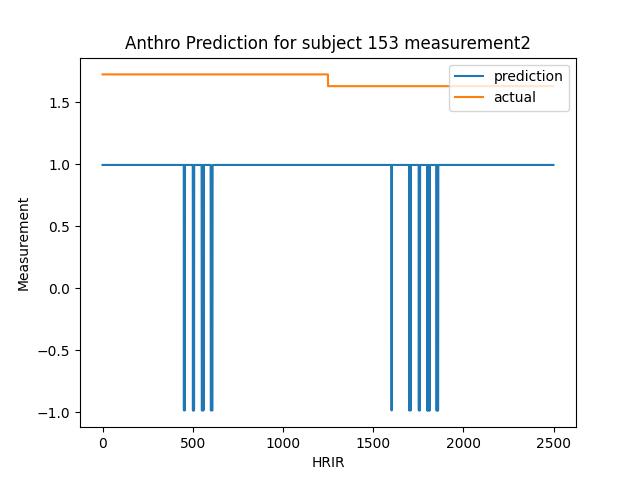 Anthro Prediction for subject 153 measurement2
prediction
actual
1.5
1.0
0.5
0.0
−0.5
−1.0
Measurement
0 500 1000 1500 2000 2500
HRIR